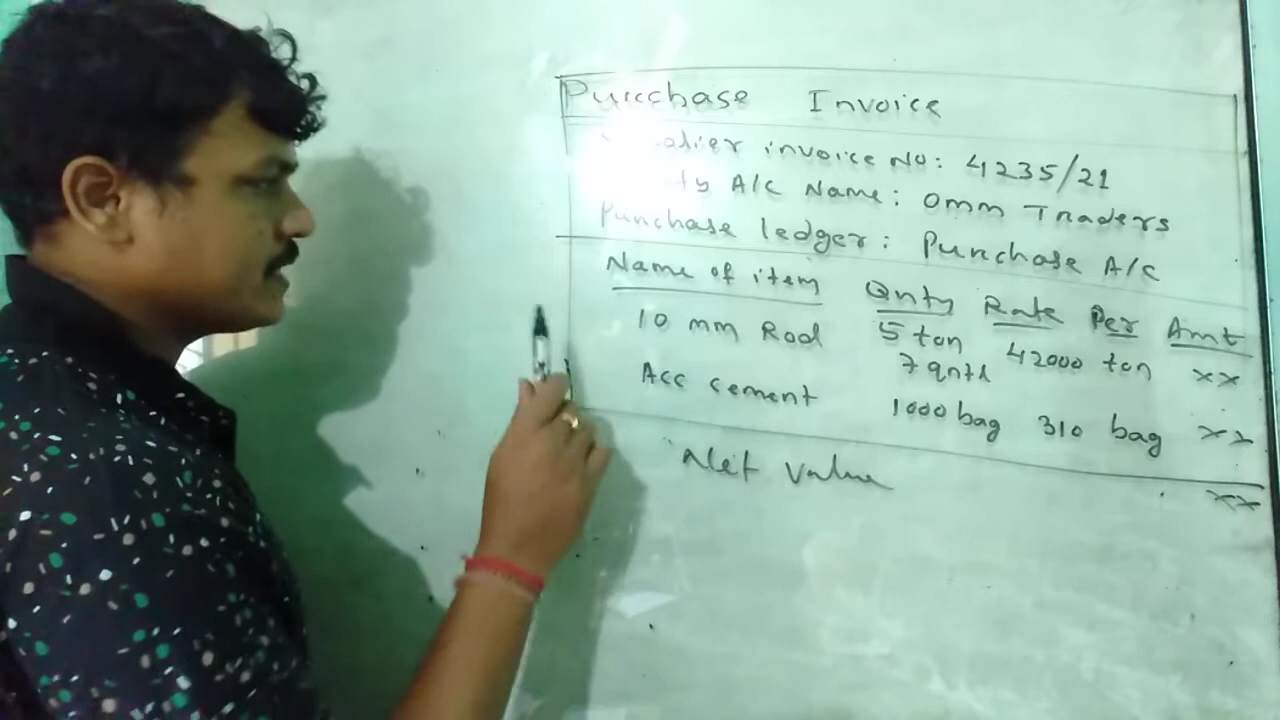 Purchase Invoice
invoice No: 4235/21
A/C Name: Omm Traders
Purchase ledger: Purchase A/C
Name of item Qnty Rate Per Amt
10 mm Rod 5 ton 42000 ton xx
7 qntl
Acc cement 1000 bag 310 bag xx
Net value xx